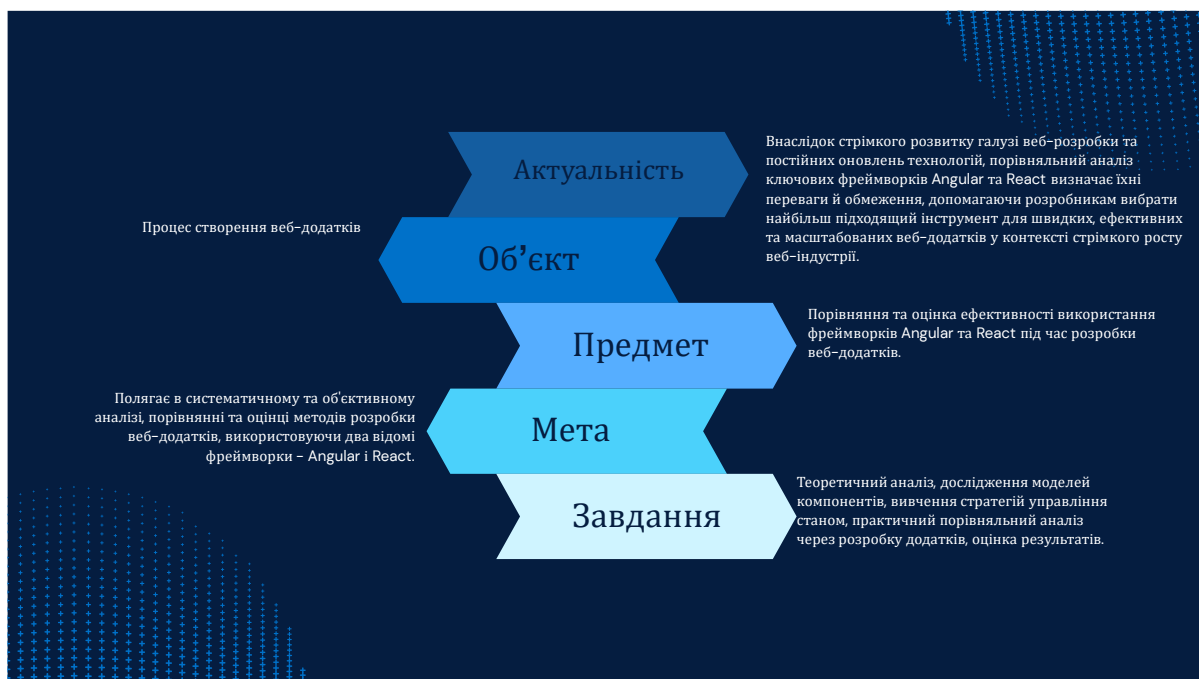 Актуальність
Внаслідок стрімкого розвитку галузі веб-розробки та
постійних оновлень технологій, порівняльний аналіз
ключових фреймворків Angular та React визначає їхні
переваги й обмеження, допомагаючи розробникам вибрати
найбільш підходящий інструмент для швидких, ефективних
та масштабованих веб-додатків у контексті стрімкого росту
веб-індустрії.
Процес створення веб-додатків
Об’єкт
Предмет
Порівняння та оцінка ефективності використання
фреймворків Angular та React під час розробки
веб-додатків.
Полягає в систематичному та об'єктивному
аналізі, порівнянні та оцінці методів розробки
веб-додатків, використовуючи два відомі
фреймворки - Angular і React.
Мета
Завдання
Теоретичний аналіз, дослідження моделей
компонентів, вивчення стратегій управління
станом, практичний порівняльний аналіз
через розробку додатків, оцінка результатів.